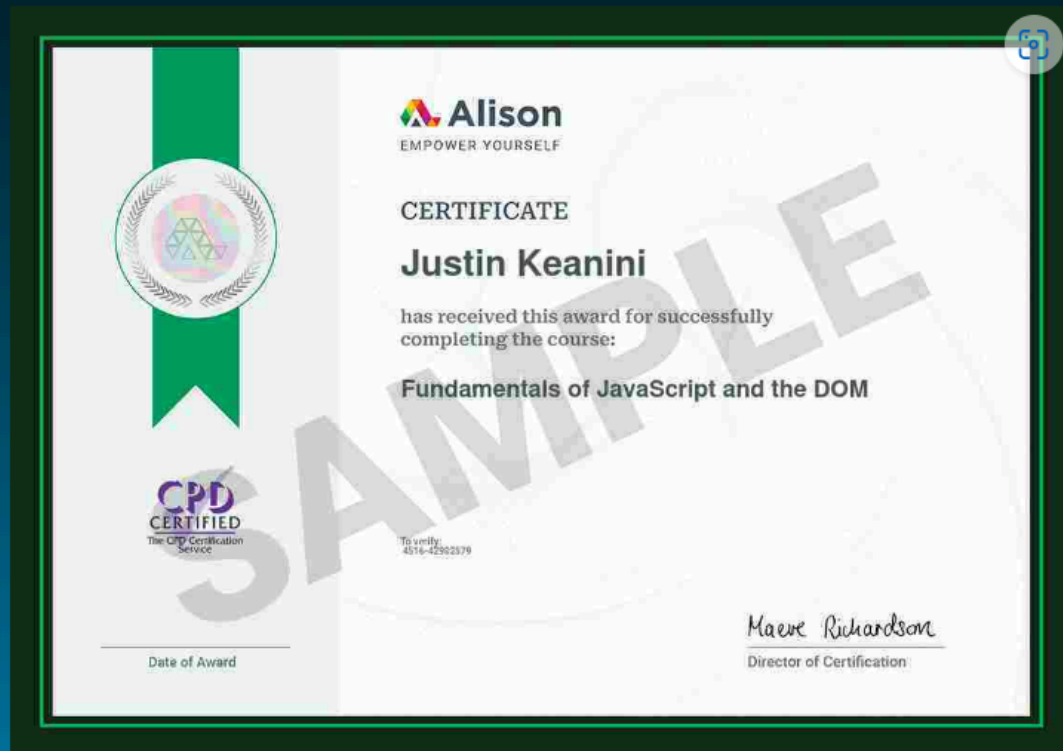 Alison
EMPOWER YOURSELF
CERTIFICATE
Justin Keanini
has received this award for successfully
completing the course:
Fundamentals of JavaScript and the DOM
SAMPLE
CPD
CERTIFIED
The CPD Certification
Service
To verify:
4516-42902579
Maeve Richardson
Date of Award
Director of Certification